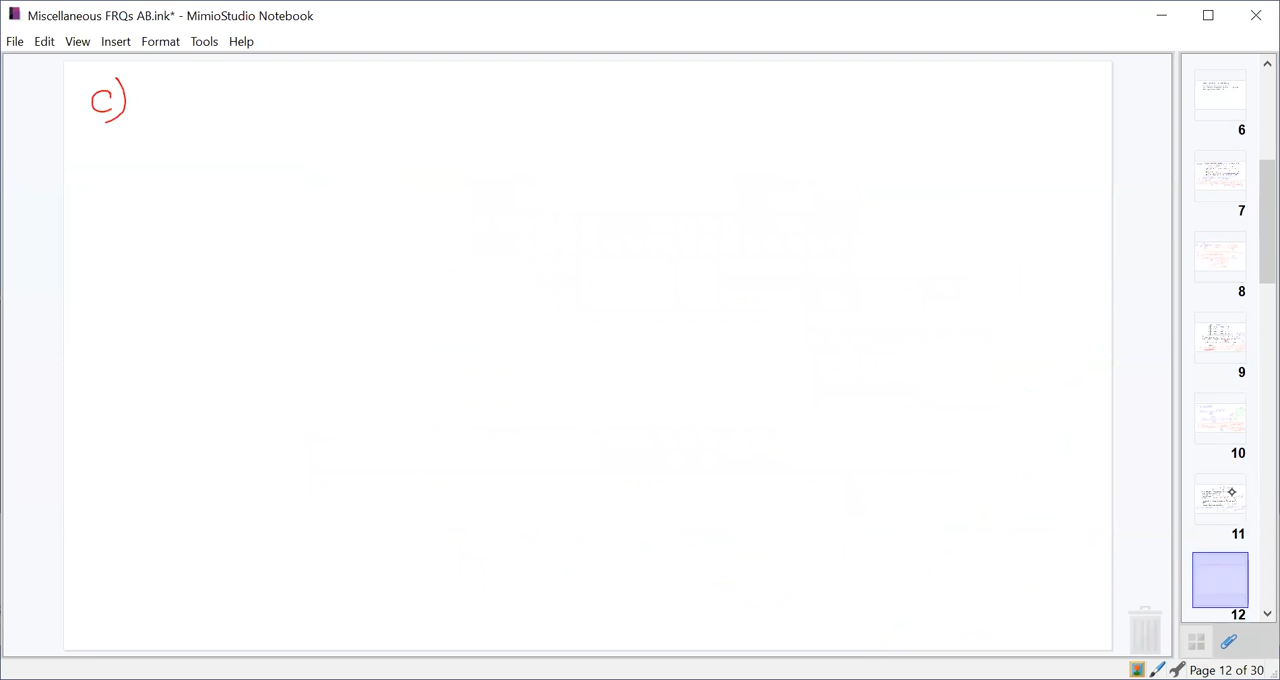 Miscellaneous FRQs AB.ink* - MimioStudio Notebook
File Edit View Insert Format Tools Help
c)
6
7
8
9
10
11
12
Page 12 of 30